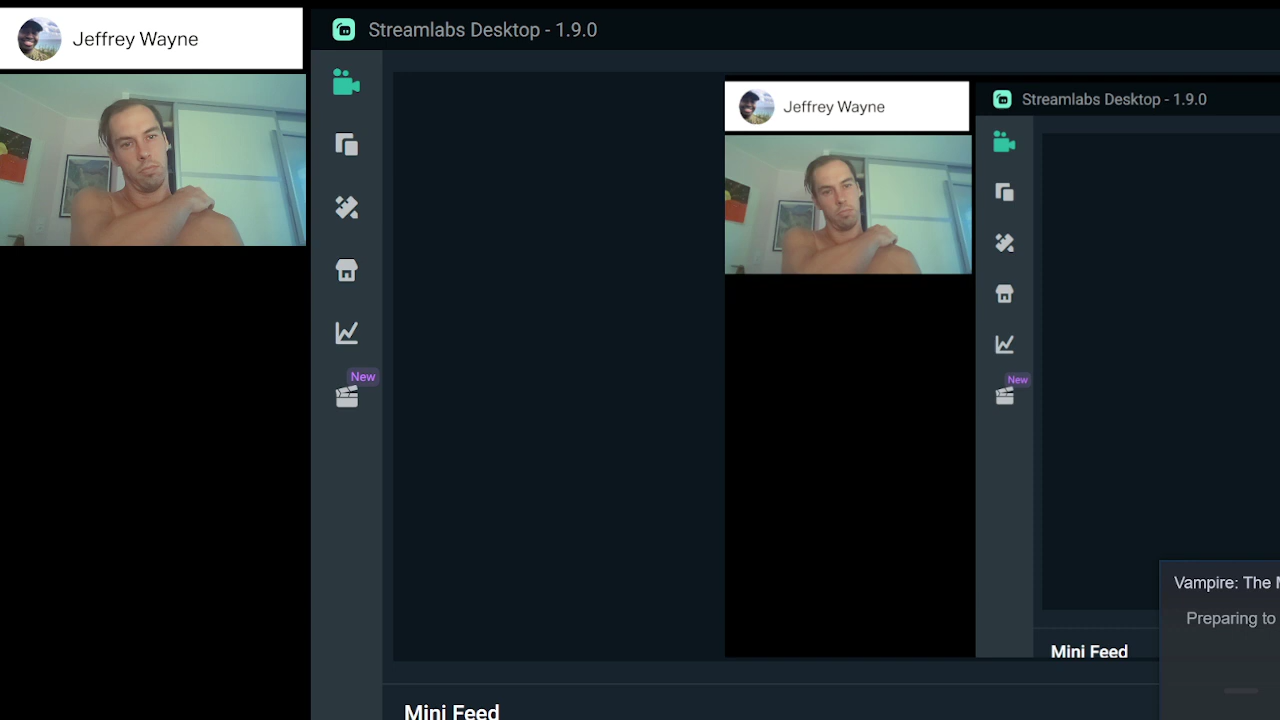 Jeffrey Wayne
Streamlabs Desktop - 1.9.0
New
Mini Feed
Jeffrey Wayne
Streamlabs Desktop - 1.9.0
New
Mini Feed
Vampire: The
Preparing to